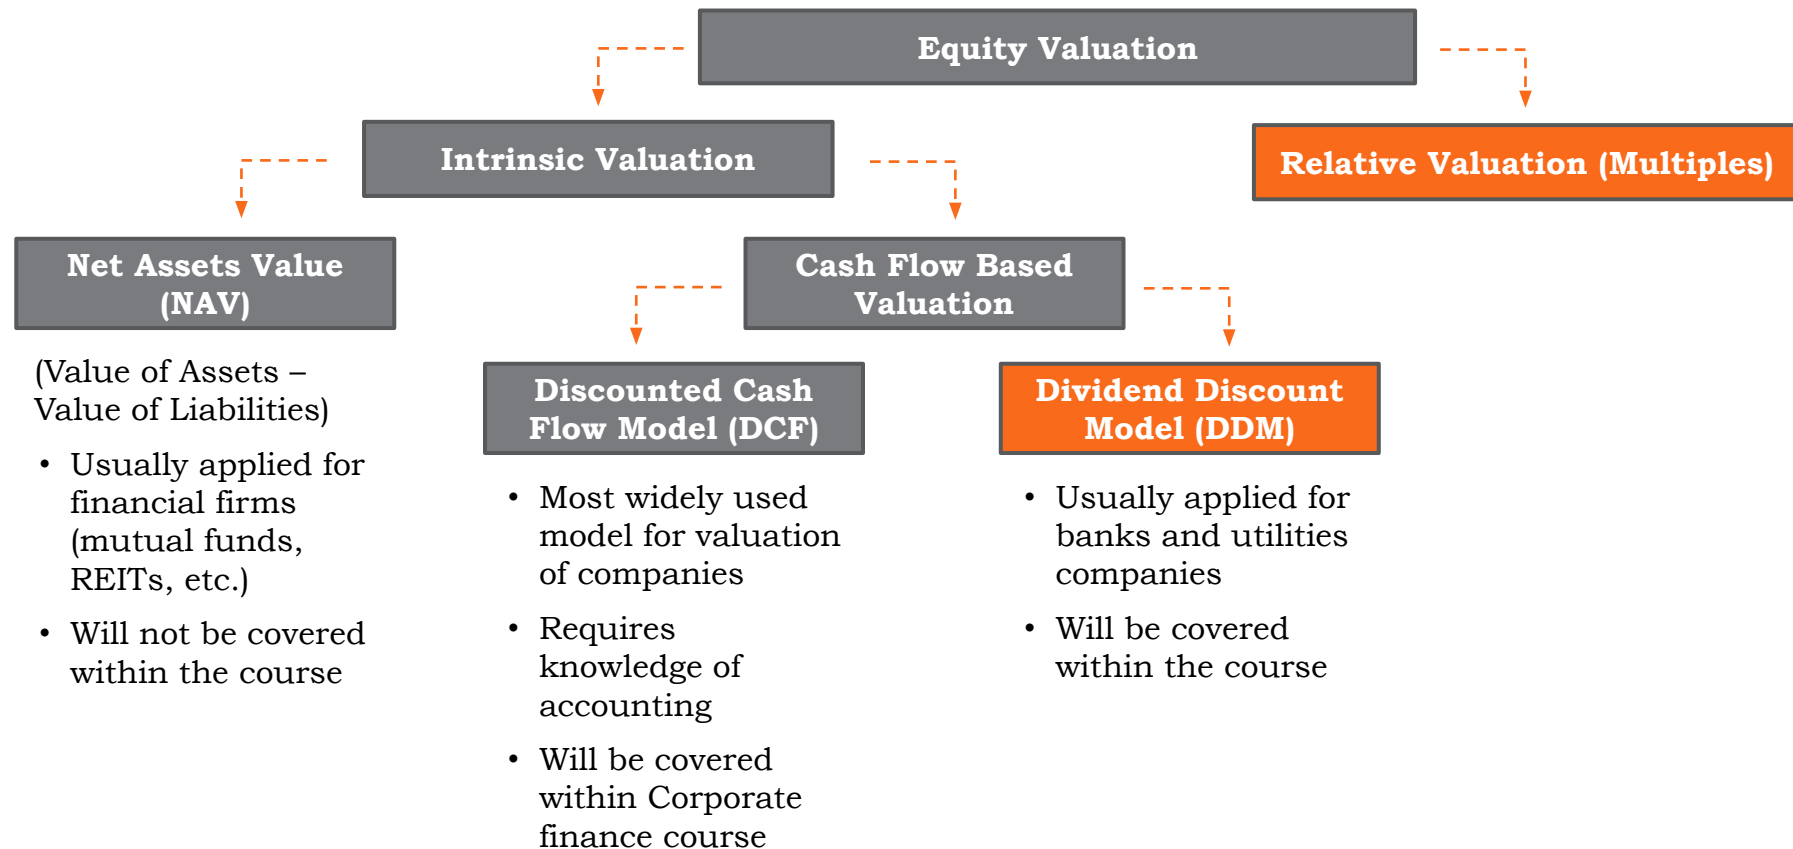 Equity Valuation
Intrinsic Valuation
Relative Valuation (Multiples)
Net Assets Value
(NAV)
Cash Flow Based
Valuation
(Value of Assets –
Value of Liabilities)
• Usually applied for
financial firms
(mutual funds,
REITs, etc.)
• Will not be covered
within the course
Discounted Cash
Flow Model (DCF)
• Most widely used
model for valuation
of companies
• Requires
knowledge of
accounting
• Will be covered
within Corporate
finance course
Dividend Discount
Model (DDM)
• Usually applied for
banks and utilities
companies
• Will be covered
within the course